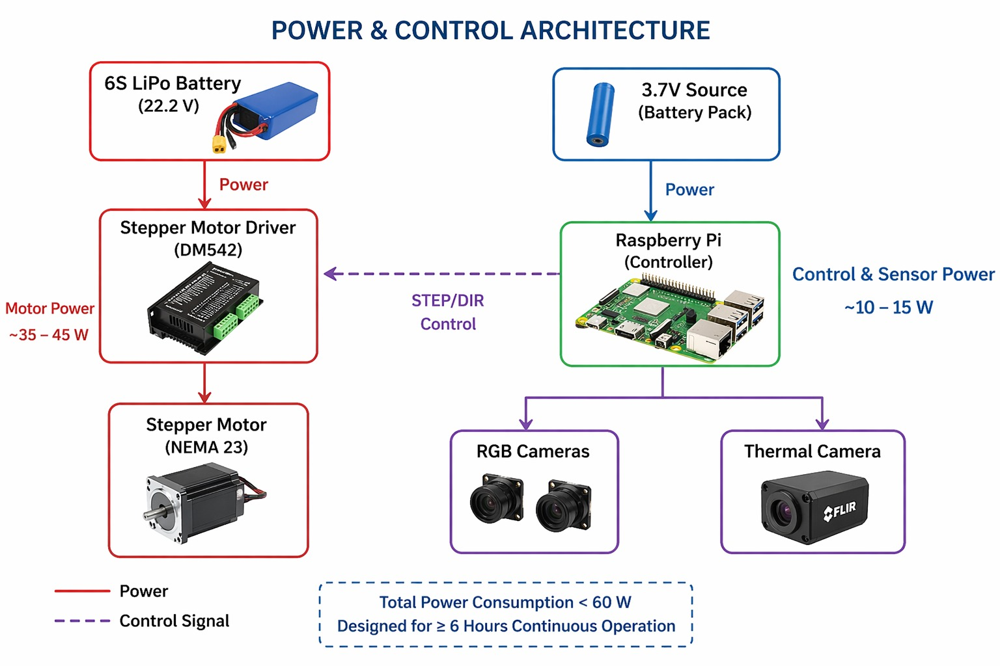 POWER & CONTROL ARCHITECTURE
6S LiPo Battery
(22.2 V)
3.7V Source
(Battery Pack)
Power
Power
Stepper Motor Driver
(DM542)
Raspberry Pi
(Controller)
Motor Power
~35 – 45 W
STEP/DIR
Control
Control & Sensor Power
~10 – 15 W
Stepper Motor
(NEMA 23)
RGB Cameras
Thermal Camera
FLIR
Power
Control Signal
Total Power Consumption < 60 W
Designed for ≥ 6 Hours Continuous Operation